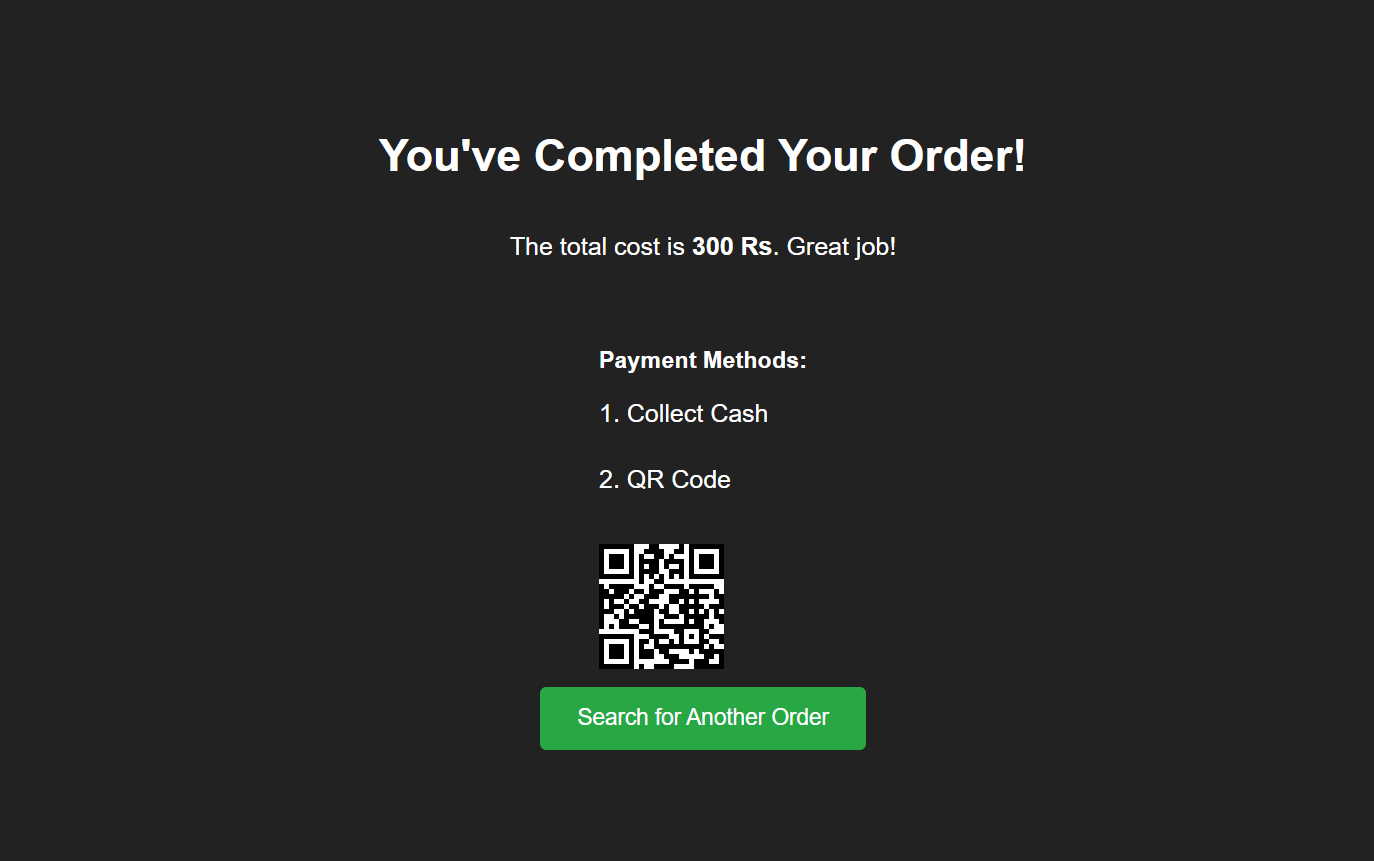 You've Completed Your Order!
The total cost is 300 Rs. Great job!
Payment Methods:
1. Collect Cash
2. QR Code
Search for Another Order